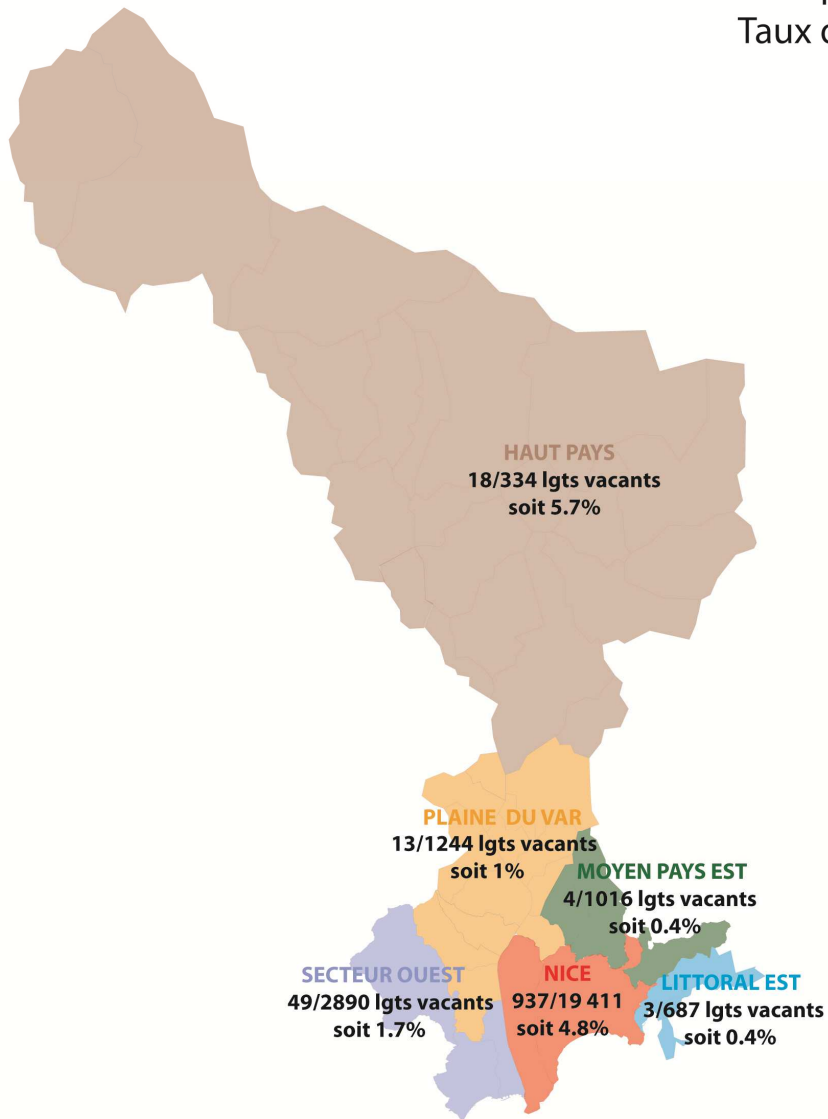 Taux
HAUT PAYS
18/334 lgts vacants
soit 5.7%
PLAINE DU VAR
13/1244 lgts vacants
soit 1%
MOYEN PAYS EST
4/1016 lgts vacants
soit 0.4%
SECTEUR OUEST
49/2890 lgts vacants
soit 1.7%
NICE
937/19 411
soit 4.8%
LITTORAL EST
3/687 lgts vacants
soit 0.4%